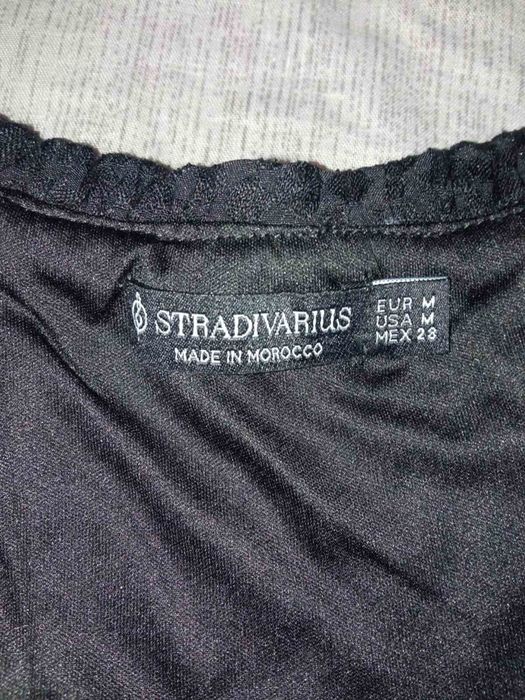 STRADIVARIUS
MADE IN MOROCCO
EUR M
USA M
MEX 28